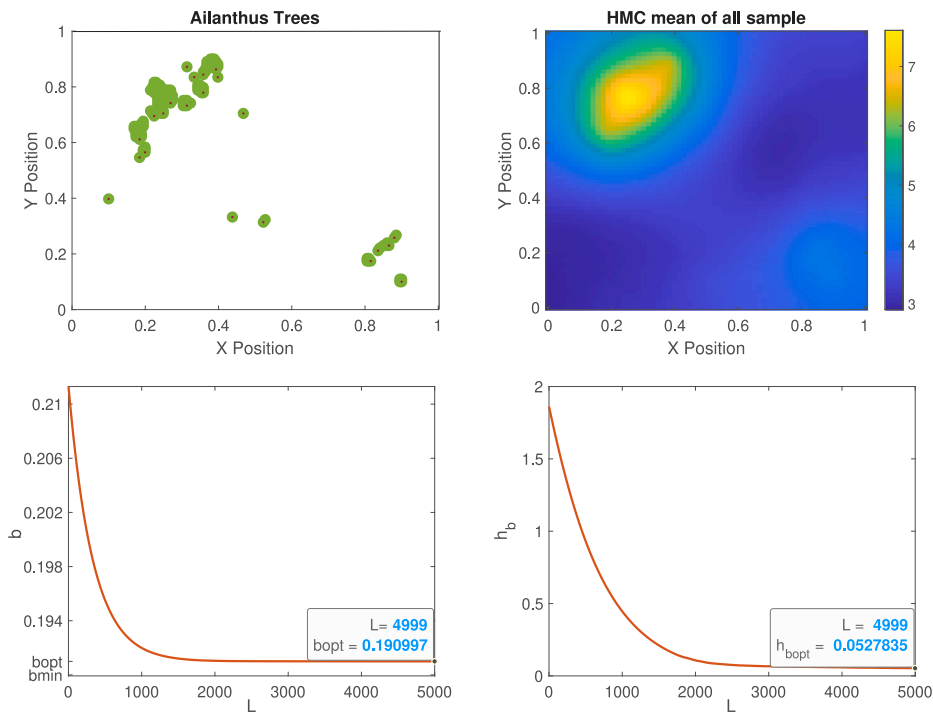 Ailanthus Trees
1
0.8
0.6
0.4
0.2
0
Y Position
0 0.2 0.4 0.6 0.8 1
X Position
HMC mean of all sample
1
0.8
0.6
0.4
0.2
0
Y Position
0 0.2 0.4 0.6 0.8 1
X Position
7
6
5
4
3
0.21
0.206
0.202
0.198
0.194
bopt
bmin
b
L= 4999
bopt = 0.190997
0 1000 2000 3000 4000 5000
L
2
1.5
1
0.5
0
h_b
L = 4999
h_bopt = 0.0527835
0 1000 2000 3000 4000 5000
L